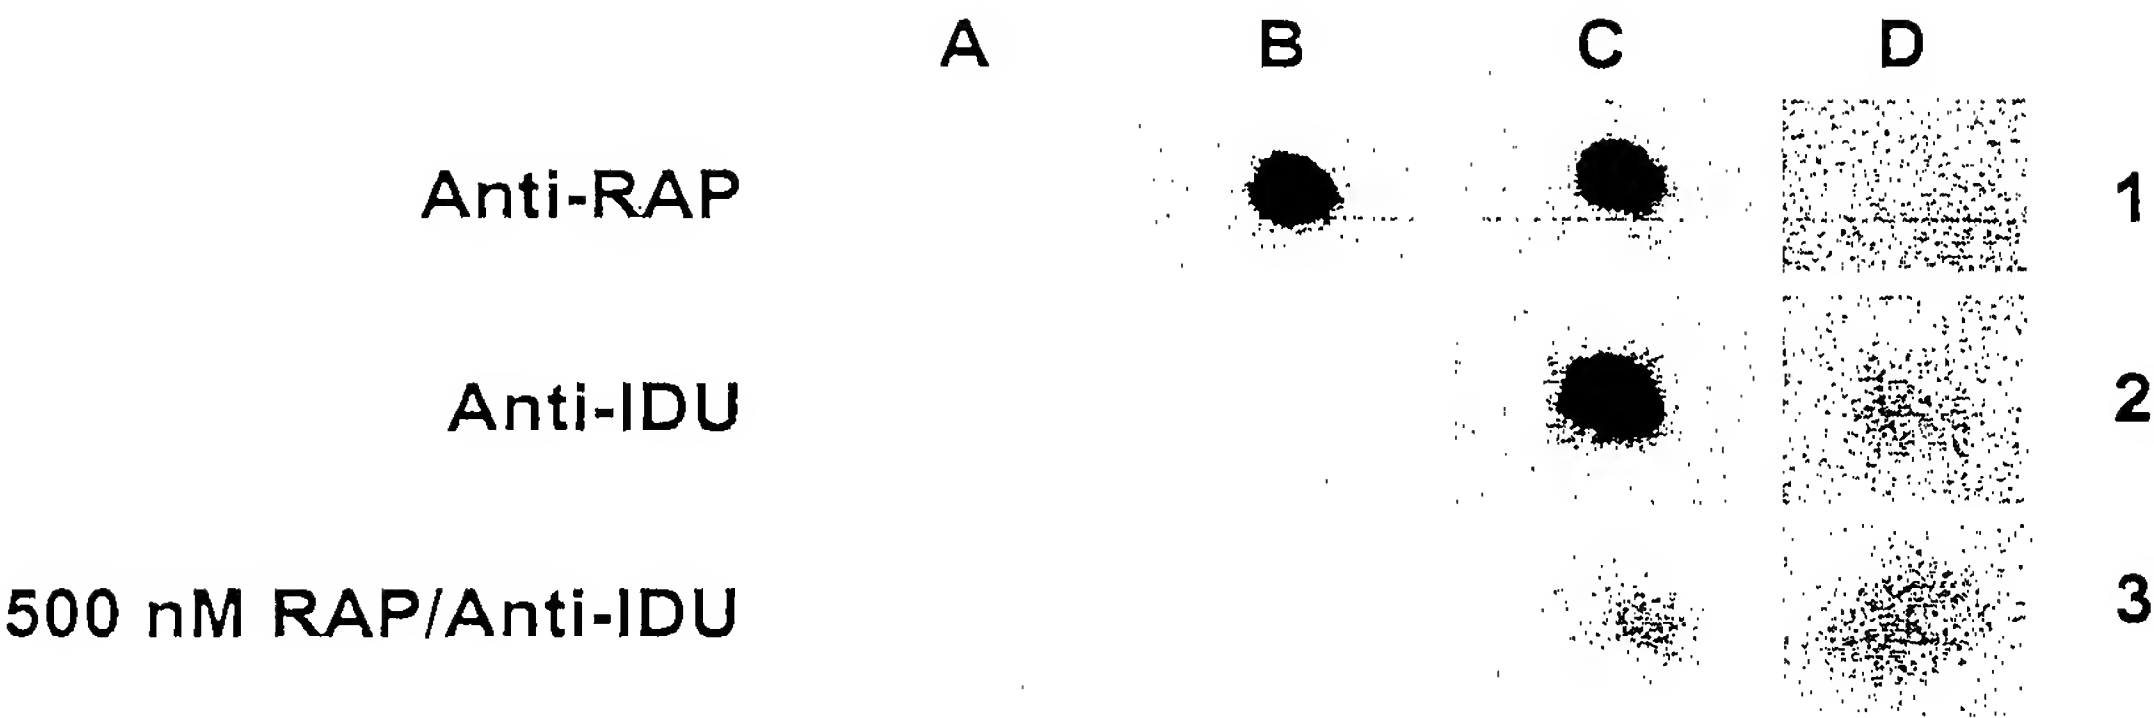 A B C D
Anti-RAP 1
Anti-IDU 2
500 nM RAP/Anti-IDU 3